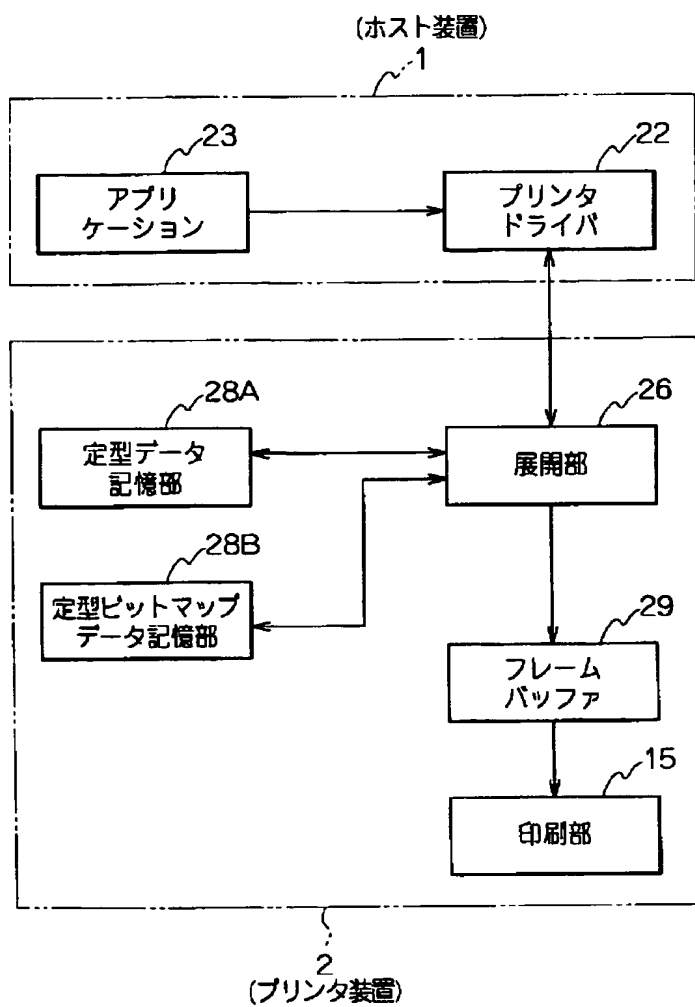 (ホスト装置)
1
23
アプリ
ケーション
22
プリンタ
ドライバ
28A
定型データ
記憶部
26
展開部
28B
定型ビットマップ
データ記憶部
29
フレーム
バッファ
15
印刷部
2
(プリンタ装置)